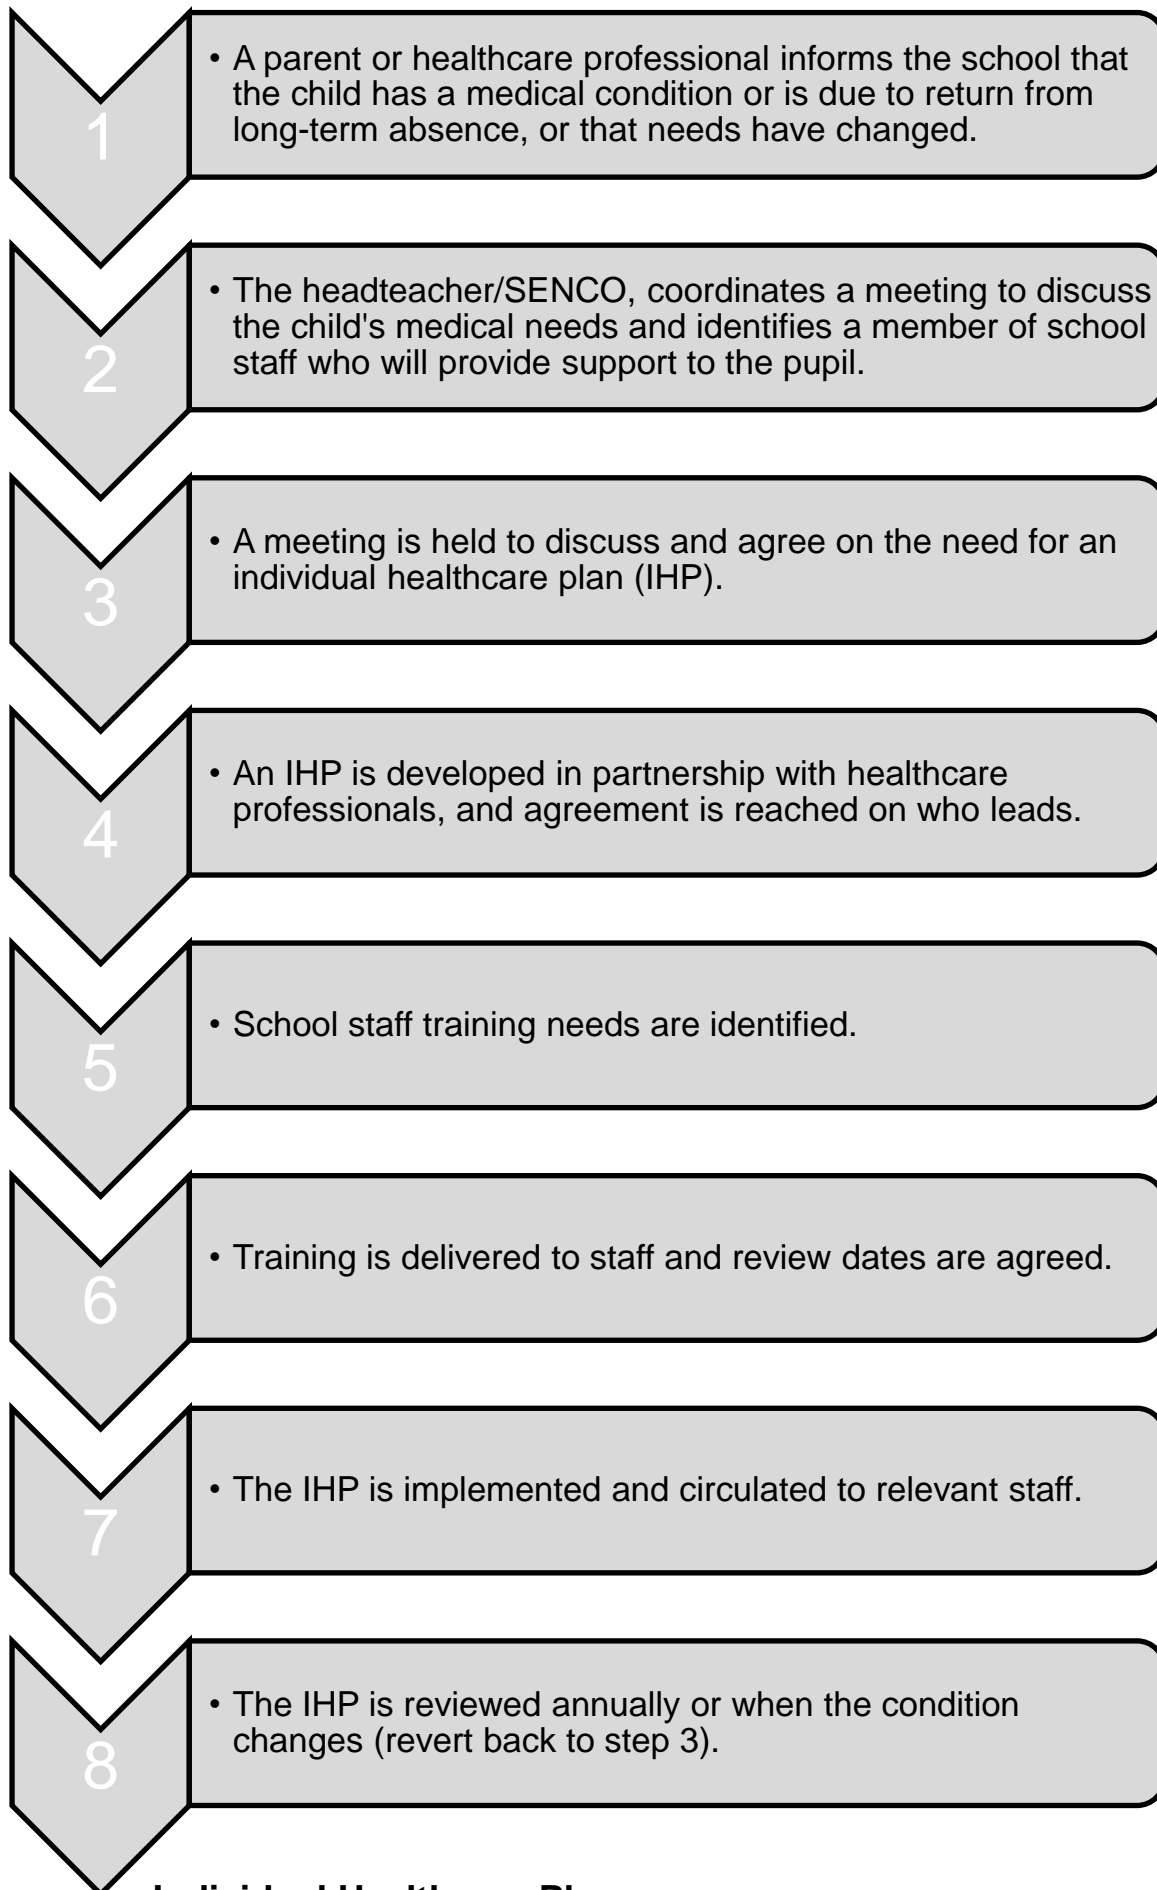 1
• A parent or healthcare professional informs the school that
the child has a medical condition or is due to return from
long-term absence, or that needs have changed.
2
• The headteacher/SENCO, coordinates a meeting to discuss
the child's medical needs and identifies a member of school
staff who will provide support to the pupil.
3
• A meeting is held to discuss and agree on the need for an
individual healthcare plan (IHP).
4
• An IHP is developed in partnership with healthcare
professionals, and agreement is reached on who leads.
5
• School staff training needs are identified.
6
• Training is delivered to staff and review dates are agreed.
7
• The IHP is implemented and circulated to relevant staff.
8
• The IHP is reviewed annually or when the condition
changes (revert back to step 3).
Individual Healthcare